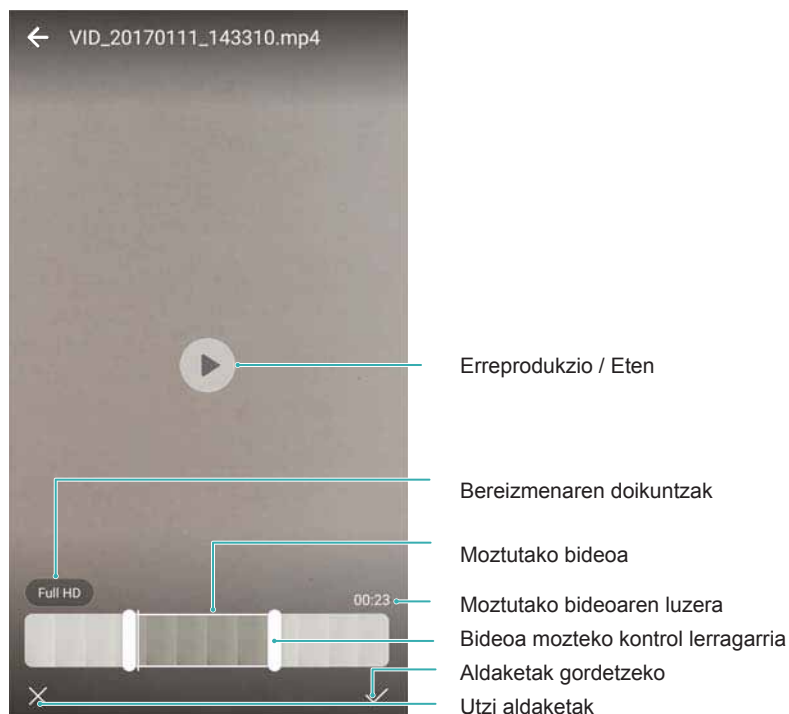 VID_20170111_143310.mp4
Erreprodukzio / Eten
Bereizmenaren doikuntzak
Moztutako bideoa
Full HD
00:23
Moztutako bideoaren luzera
Bideoa mozteko kontrol lerragarria
Aldaketak gordetzeko
Utzi aldaketak